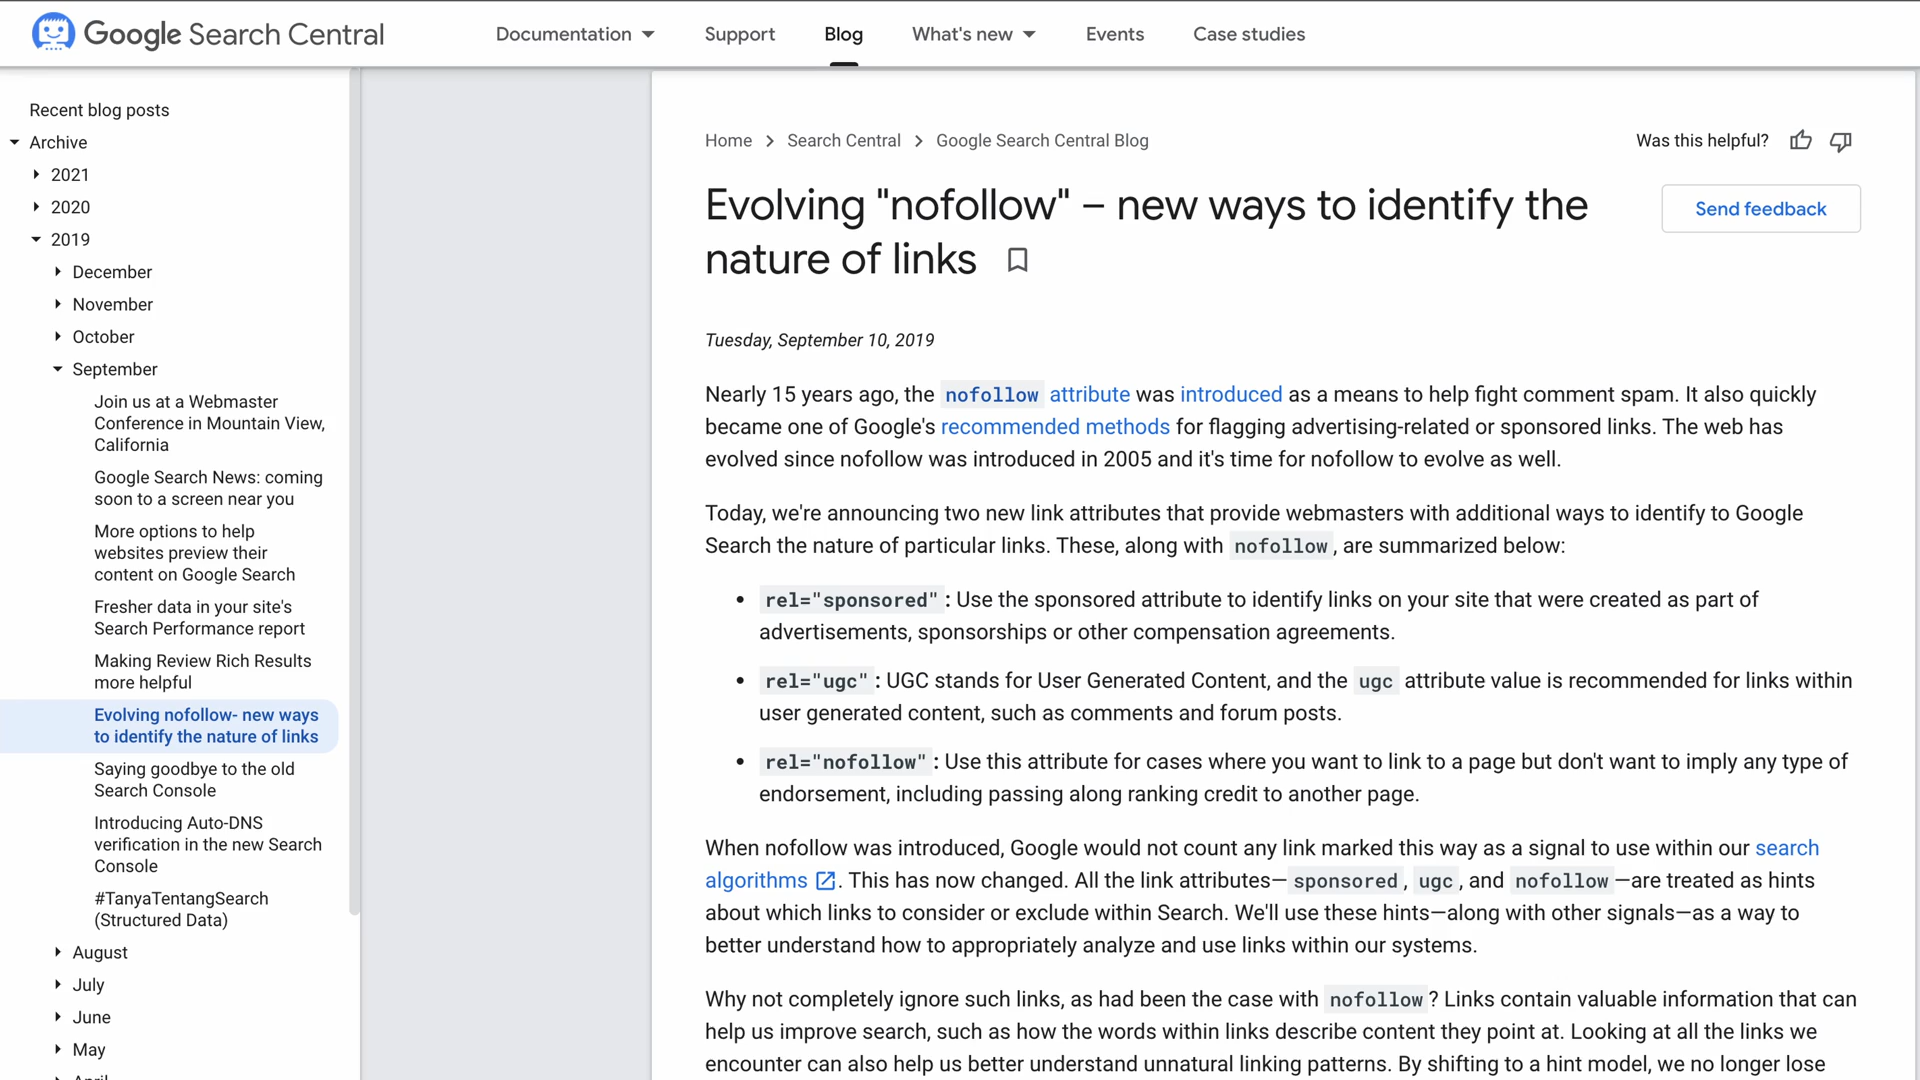 Google Search Central
Documentation
Support
Blog
What's new
Events
Case studies
Recent blog posts
Archive
2021
2020
2019
December
November
October
September
Join us at a Webmaster
Conference in Mountain View,
California
Google Search News: coming
soon to a screen near you
More options to help
websites preview their
content on Google Search
Fresher data in your site's
Search Performance report
Making Review Rich Results
more helpful
Evolving nofollow- new ways
to identify the nature of links
Saying goodbye to the old
Search Console
Introducing Auto-DNS
verification in the new Search
Console
#TanyaTentangSearch
(Structured Data)
August
July
June
May
April
Home > Search Central > Google Search Central Blog
Was this helpful?
Send feedback
Evolving "nofollow" – new ways to identify the
nature of links
Tuesday, September 10, 2019
Nearly 15 years ago, the nofollow attribute was introduced as a means to help fight comment spam. It also quickly
became one of Google's recommended methods for flagging advertising-related or sponsored links. The web has
evolved since nofollow was introduced in 2005 and it's time for nofollow to evolve as well.
Today, we're announcing two new link attributes that provide webmasters with additional ways to identify to Google
Search the nature of particular links. These, along with nofollow, are summarized below:
• rel="sponsored": Use the sponsored attribute to identify links on your site that were created as part of
advertisements, sponsorships or other compensation agreements.
• rel="ugc": UGC stands for User Generated Content, and the ugc attribute value is recommended for links within
user generated content, such as comments and forum posts.
• rel="nofollow": Use this attribute for cases where you want to link to a page but don't want to imply any type of
endorsement, including passing along ranking credit to another page.
When nofollow was introduced, Google would not count any link marked this way as a signal to use within our search
algorithms. This has now changed. All the link attributes—sponsored, ugc, and nofollow—are treated as hints
about which links to consider or exclude within Search. We'll use these hints—along with other signals—as a way to
better understand how to appropriately analyze and use links within our systems.
Why not completely ignore such links, as had been the case with nofollow? Links contain valuable information that can
help us improve search, such as how the words within links describe content they point at. Looking at all the links we
encounter can also help us better understand unnatural linking patterns. By shifting to a hint model, we no longer lose